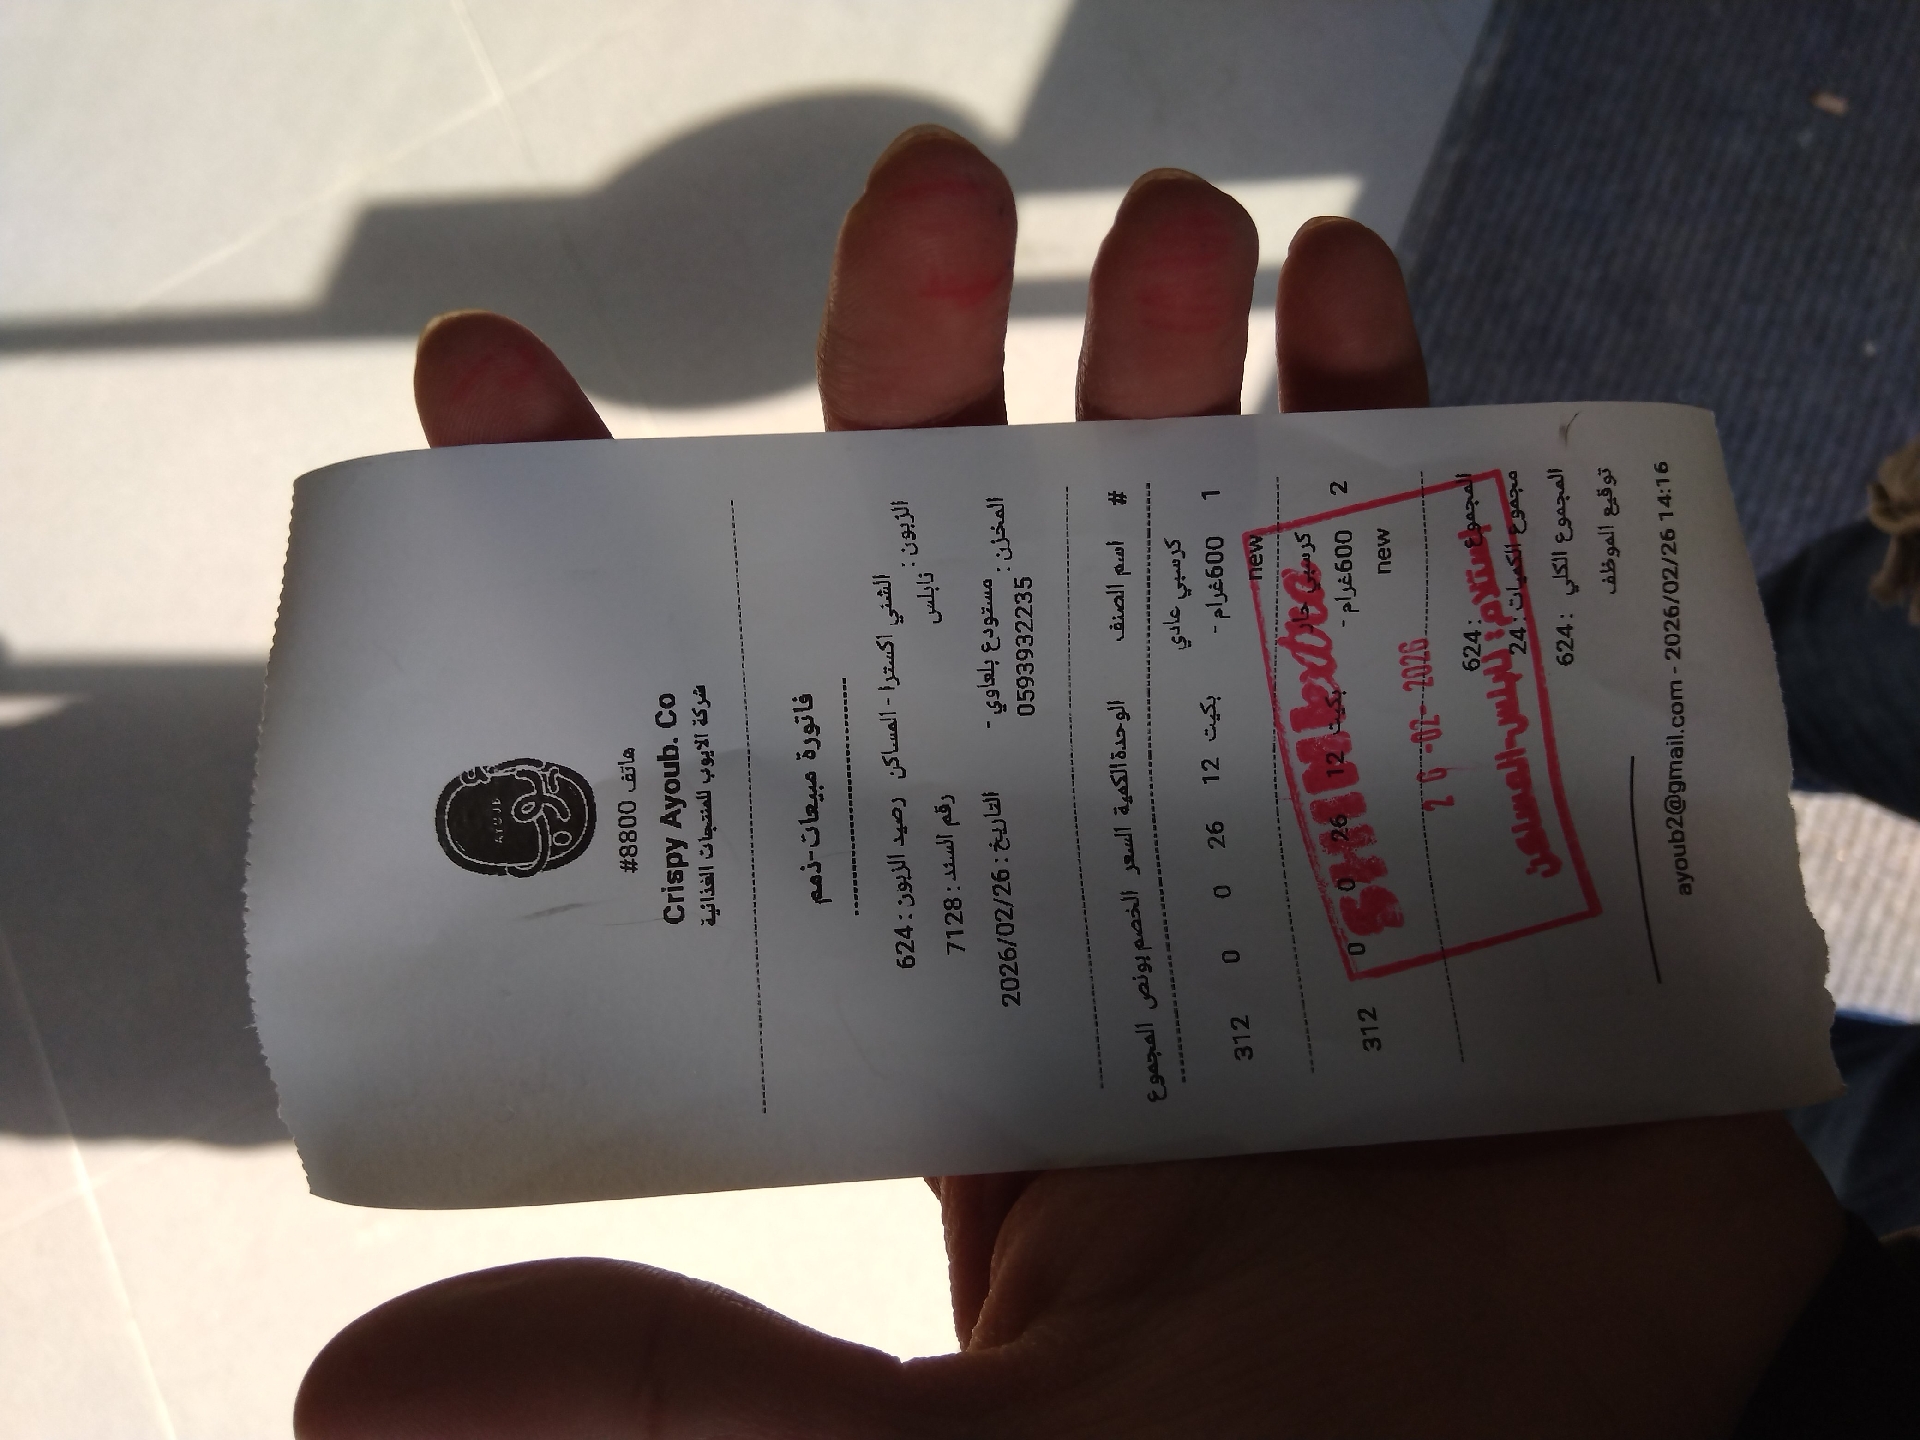 هاتف 8800#
Crispy Ayoub. Co
شركة الايوب للمنتجات الغذائية
فاتورة مبيعات-ذمم
الزبون: الشني اكسترا - المساكن نابلس
رصيد الزبون: 624
رقم السند: 7128
المخزن: مستودع بلعاوي - 0593932235
التاريخ: 2026/02/26
# اسم الصنف الوحدة الكمية السعر الخصم بونص المجموع
1 كرسبي عادي 600غرام - new بكيت 12 26 0 0 312
2 كرسبي حار 600غرام - new بكيت 12 26 0 0 312
المجموع: 624
مجموع الكميات: 24
المجموع الكلي: 624
توقيع الموظف
ayoub2@gmail.com - 2026/02/26 14:16
extra
26-02-2026
استلام: نابلس-المساكن